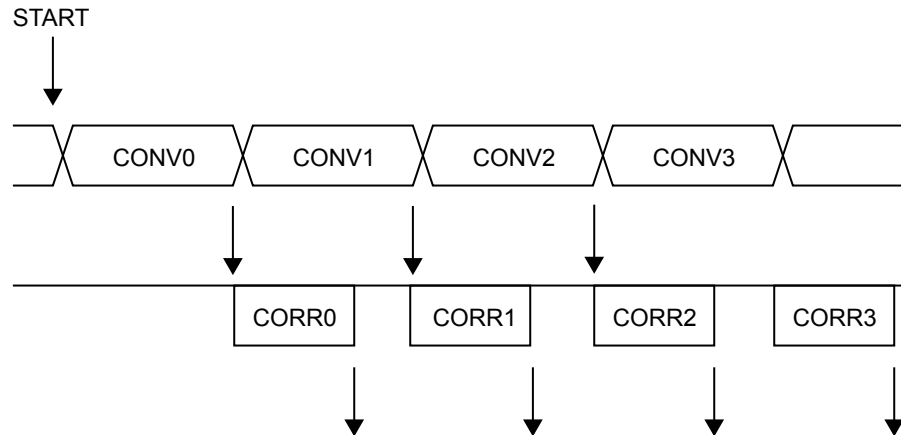 START
CONV0 CONV1 CONV2 CONV3
CORR0 CORR1 CORR2 CORR3